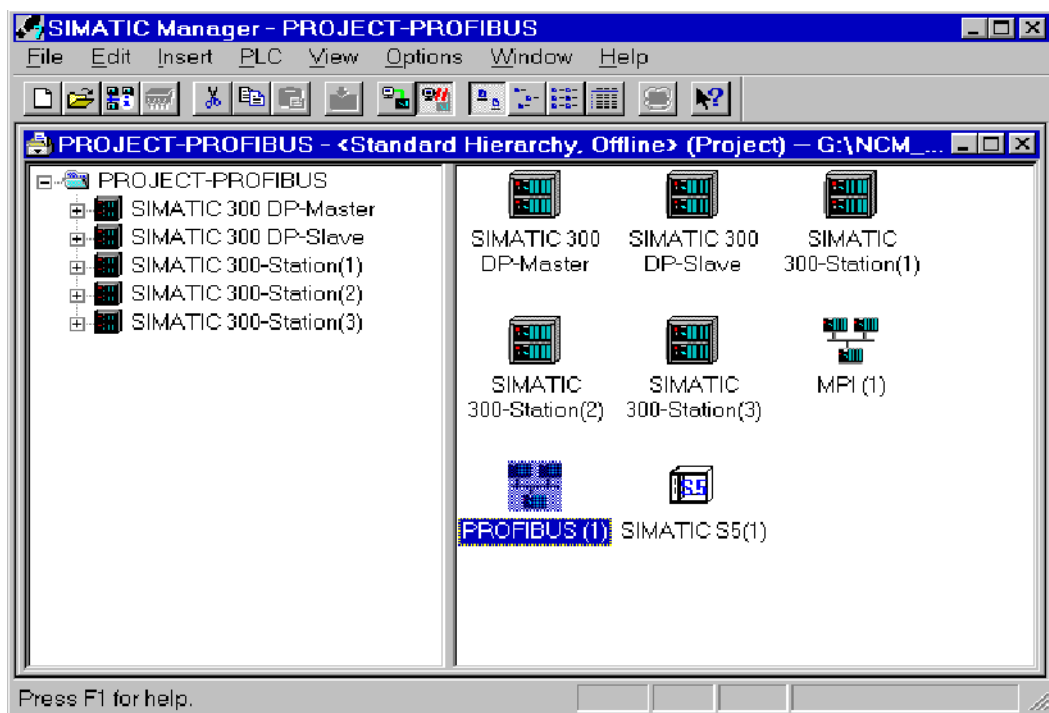 SIMATIC Manager - PROJECT-PROFIBUS
File Edit Insert PLC View Options Window Help
PROJECT-PROFIBUS - <Standard Hierarchy, Offline> (Project) — G:\NCM_...
PROJECT-PROFIBUS
SIMATIC 300 DP-Master
SIMATIC 300 DP-Slave
SIMATIC 300-Station(1)
SIMATIC 300-Station(2)
SIMATIC 300-Station(3)
SIMATIC 300
DP-Master
SIMATIC 300
DP-Slave
SIMATIC
300-Station(1)
SIMATIC
300-Station(2)
SIMATIC
300-Station(3)
MPI (1)
PROFIBUS (1)
S5
SIMATIC S5(1)
Press F1 for help.